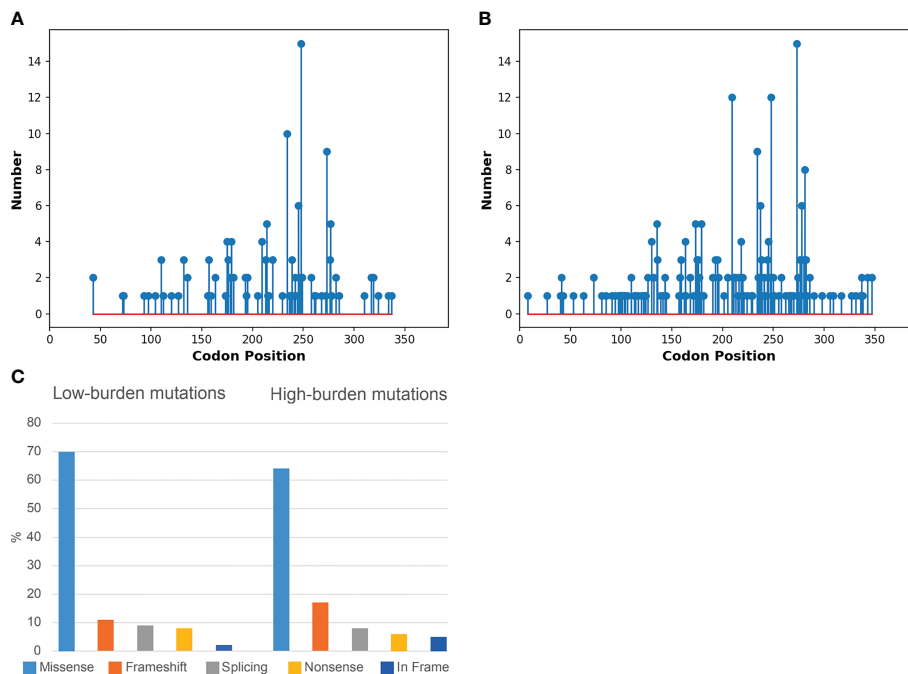 A
Number
14
12
10
8
6
4
2
0
0 50 100 150 200 250 300 350
Codon Position
B
Number
14
12
10
8
6
4
2
0
0 50 100 150 200 250 300 350
Codon Position
C
Low-burden mutations High-burden mutations
%
80
70
60
50
40
30
20
10
0
Missense Frameshift Splicing Nonsense In Frame